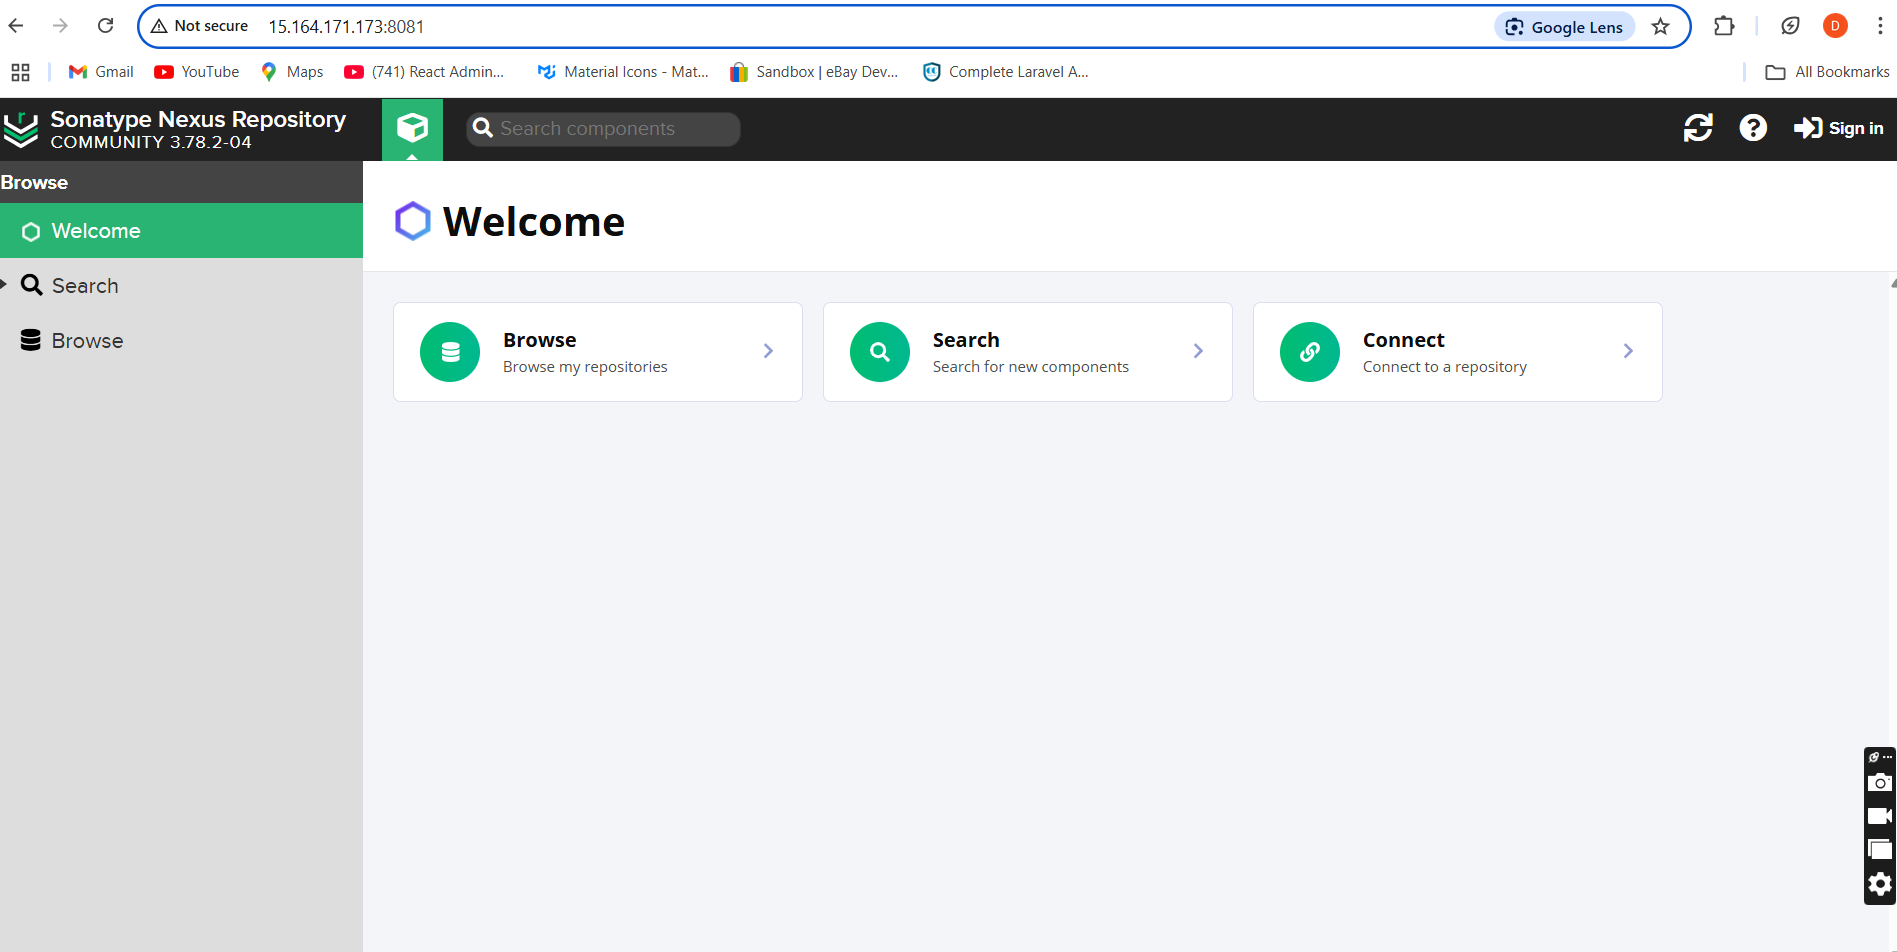 Not secure 15.164.171.173:8081 Google Lens D
Gmail YouTube Maps (741) React Admin... Material Icons - Mat... Sandbox | eBay Dev... Complete Laravel A... All Bookmarks
r Sonatype Nexus Repository
COMMUNITY 3.78.2-04
Search components
? Sign in
Browse
Welcome
Search
Browse
Welcome
Browse
Browse my repositories
Search
Search for new components
Connect
Connect to a repository